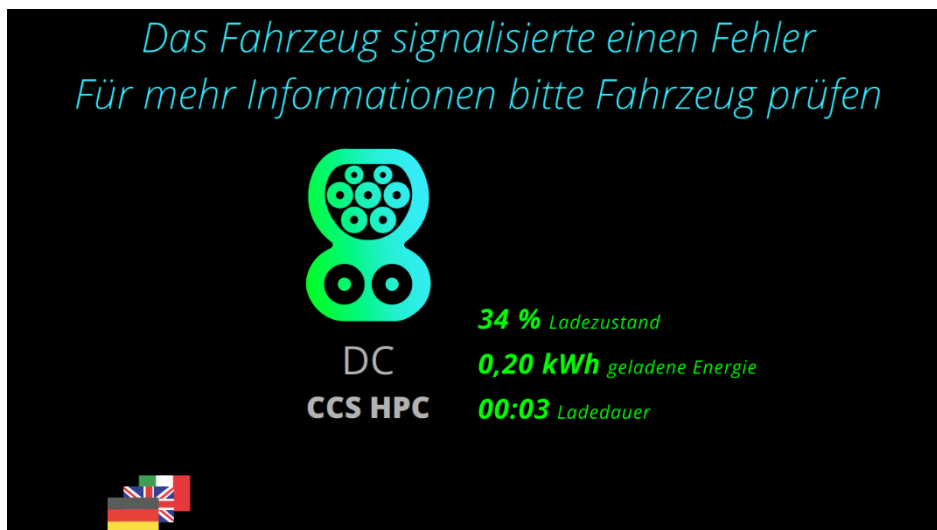 Das Fahrzeug signalisierte einen Fehler
Für mehr Informationen bitte Fahrzeug prüfen
34 % Ladezustand
DC
0,20 kWh geladene Energie
CCS HPC
00:03 Ladedauer